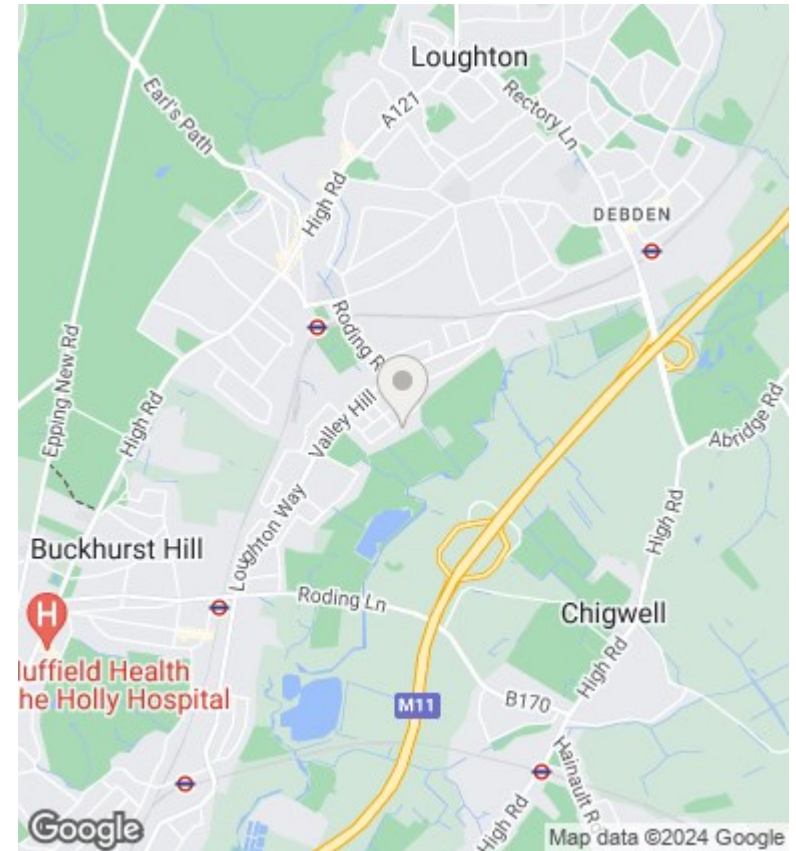 Loughton
Earl's Path
A121
Rectory Ln
High Rd
DEBDEN
Roding R
Epping New Rd
High Rd
Valley Hill
Abridge Rd
Loughton Way
High Rd
Buckhurst Hill
Roding Ln
Chigwell
H
uffield Health
he Holly Hospital
High Rd
M11
B170
Hainault Rd
High Rd
Google
Map data ©2024 Google